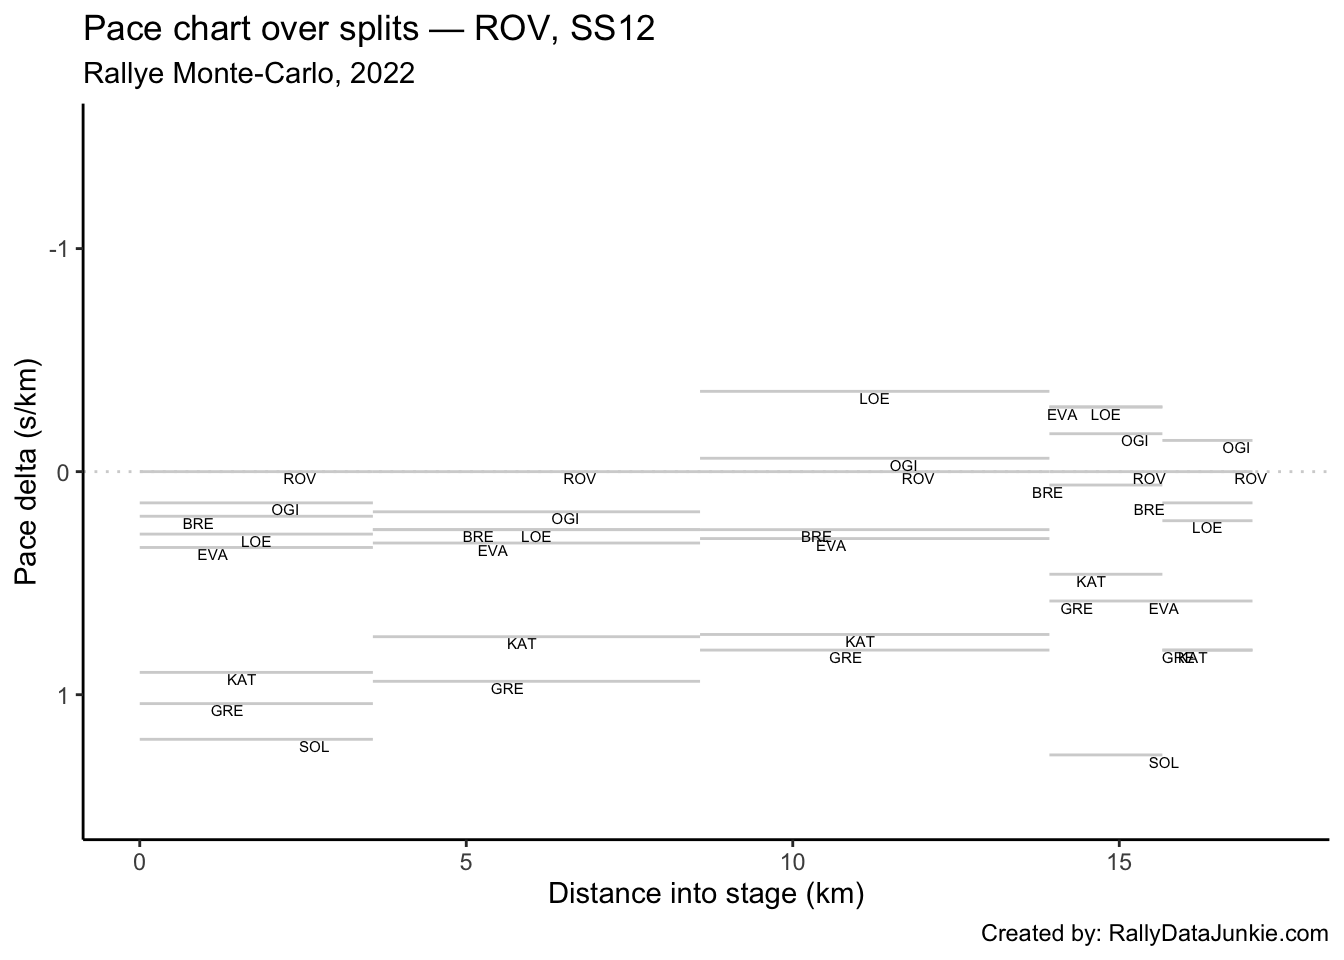 Pace chart over splits — ROV, SS12
Rallye Monte-Carlo, 2022
Pace delta (s/km)
-1
0
1
LOE
EVA LOE
OGI
OGI
OGI
ROV
ROV
ROV
ROV
ROV
BRE
OGI
BRE
OGI
BRE
LOE
LOE
BRE LOE
BRE
EVA
EVA
EVA
KAT
GRE
EVA
KAT
KAT
GRE
GRE
KAT
KAT
GRE
GRE
SOL
SOL
0
5
10
15
Distance into stage (km)
Created by: RallyDataJunkie.com